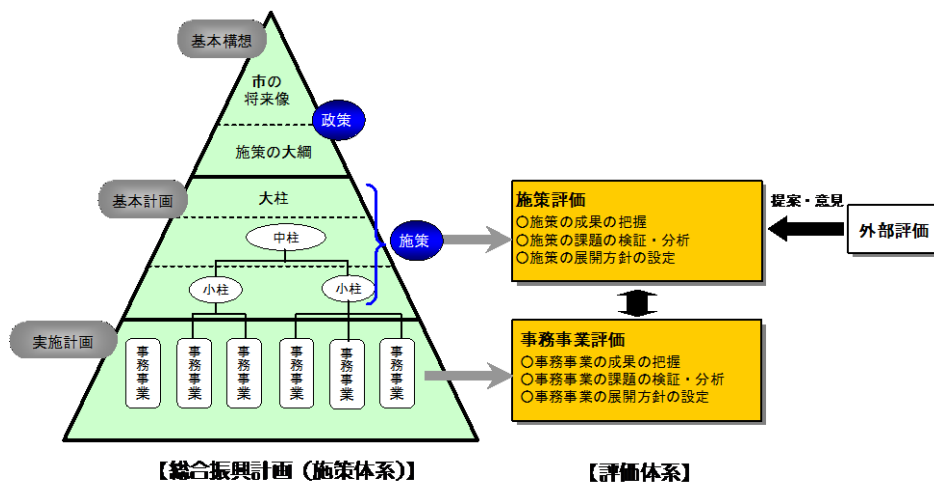 基本構想
市の
将来像
政策
施策の大綱
基本計画
大柱
中柱
施策
小柱
小柱
実施計画
事務事業
事務事業
事務事業
事務事業
事務事業
事務事業
【総合振興計画（施策体系）】
施策評価
○施策の成果の把握
○施策の課題の検証・分析
○施策の展開方針の設定
提案・意見
外部評価
事務事業評価
○事務事業の成果の把握
○事務事業の課題の検証・分析
○事務事業の展開方針の設定
【評価体系】